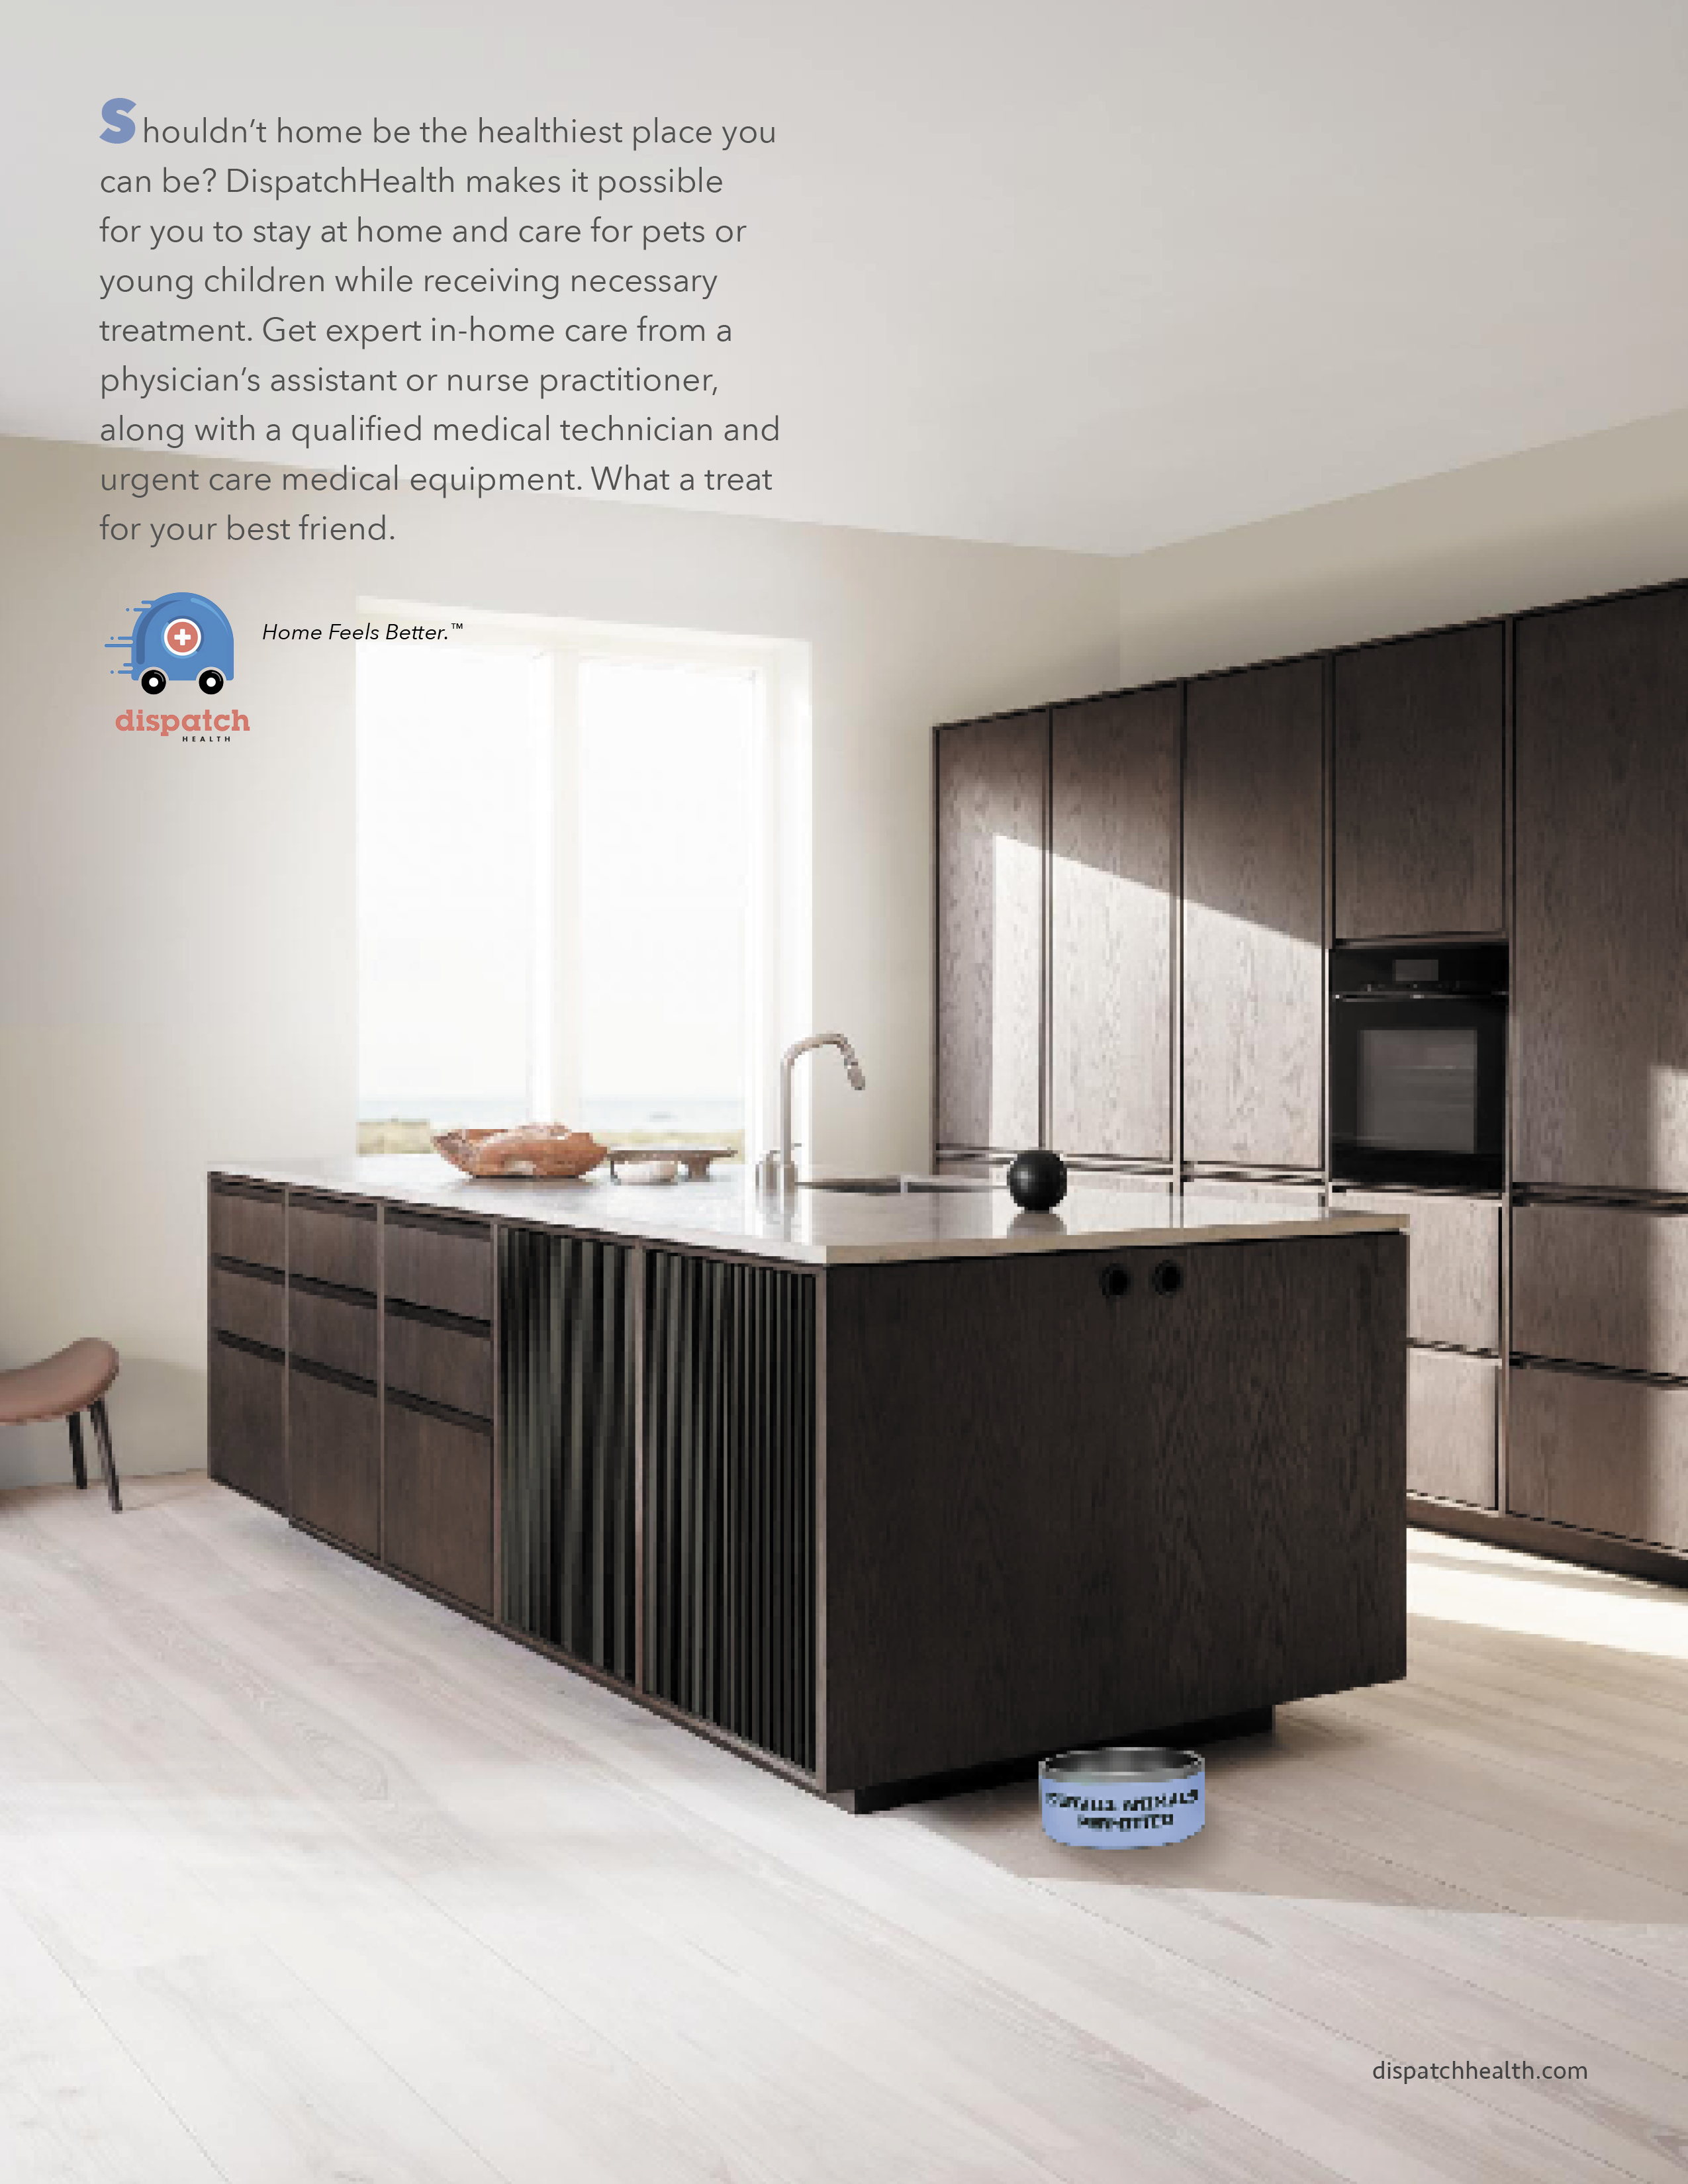 Shouldn’t home be the healthiest place you
can be? DispatchHealth makes it possible
for you to stay at home and care for pets or
young children while receiving necessary
treatment. Get expert in-home care from a
physician’s assistant or nurse practitioner,
along with a qualified medical technician and
urgent care medical equipment. What a treat
for your best friend.
Home Feels Better.™
dispatch
HEALTH
dispatchhealth.com